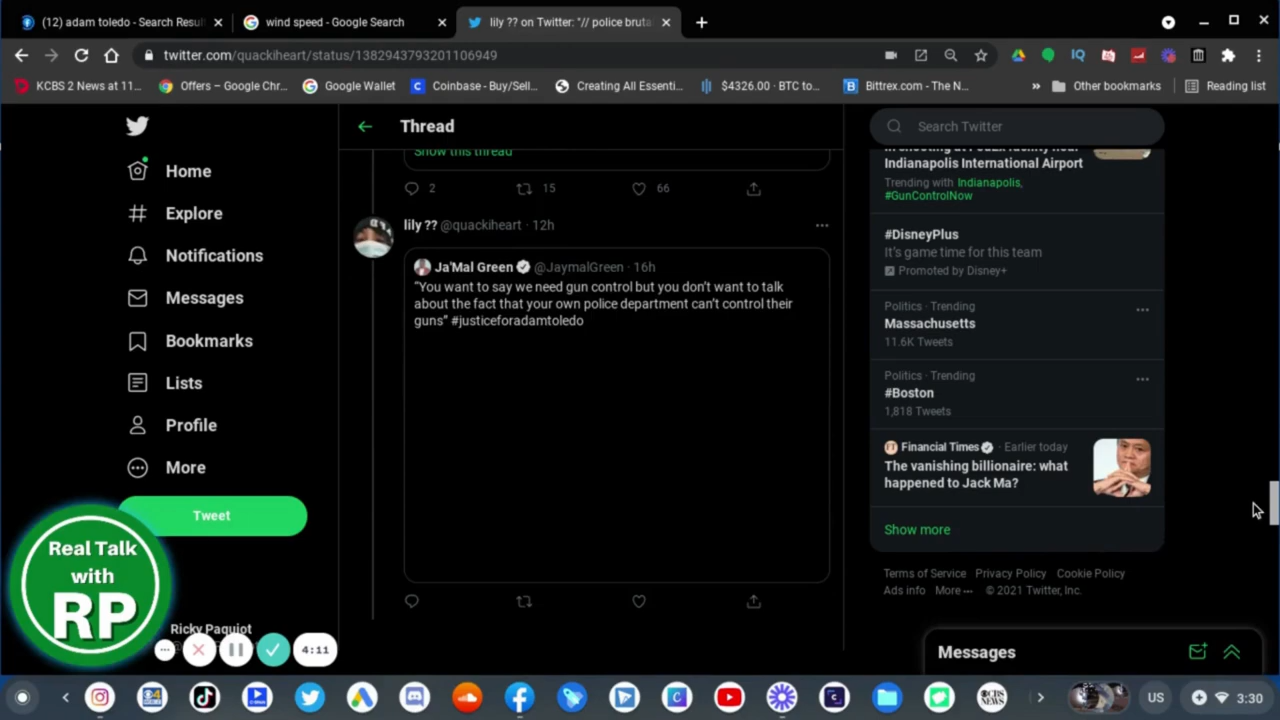 (12) adam toledo - Search Resul
wind speed - Google Search
lily ?? on Twitter: "// police bruta
twitter.com/quackiheart/status/1382943793201106949
KCBS 2 News at 11...
Offers – Google Chr...
Google Wallet
Coinbase - Buy/Sell...
Creating All Essenti...
$4326.00 · BTC to...
Bittrex.com - The N...
Other bookmarks
Reading list
Thread
Search Twitter
Home
Explore
Notifications
Messages
Bookmarks
Lists
Profile
More
Tweet
Show this thread
2
15
66
lily ?? @quackiheart · 12h
Ja'Mal Green @JaymalGreen · 16h
“You want to say we need gun control but you don’t want to talk
about the fact that your own police department can’t control their
guns” #justiceforadamtoledo
in shooting at FedEx facility near
Indianapolis International Airport
Trending with Indianapolis,
#GunControlNow
#DisneyPlus
It’s game time for this team
Promoted by Disney+
Politics · Trending
Massachusetts
11.6K Tweets
Politics · Trending
#Boston
1,818 Tweets
Financial Times · Earlier today
The vanishing billionaire: what
happened to Jack Ma?
Show more
Terms of Service Privacy Policy Cookie Policy
Ads info More © 2021 Twitter, Inc.
Messages
Real Talk
with
RP
Ricky Paquiot
4:11
US
3:30